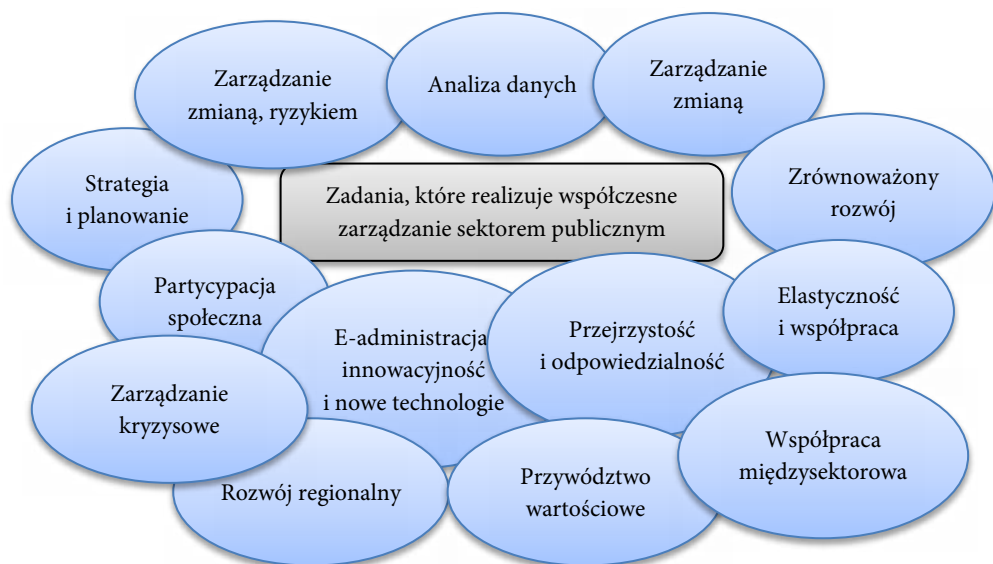 Zarządzanie
zmianą, ryzykiem
Analiza danych
Zarządzanie
zmianą
Strategia
i planowanie
Zadania, które realizuje współczesne
zarządzanie sektorem publicznym
Zrównoważony
rozwój
Partycypacja
społeczna
E-administracja
innowacyjność
i nowe technologie
Przejrzystość
i odpowiedzialność
Elastyczność
i współpraca
Zarządzanie
kryzysowe
Rozwój regionalny
Przywództwo
wartościowe
Współpraca
międzysektorowa